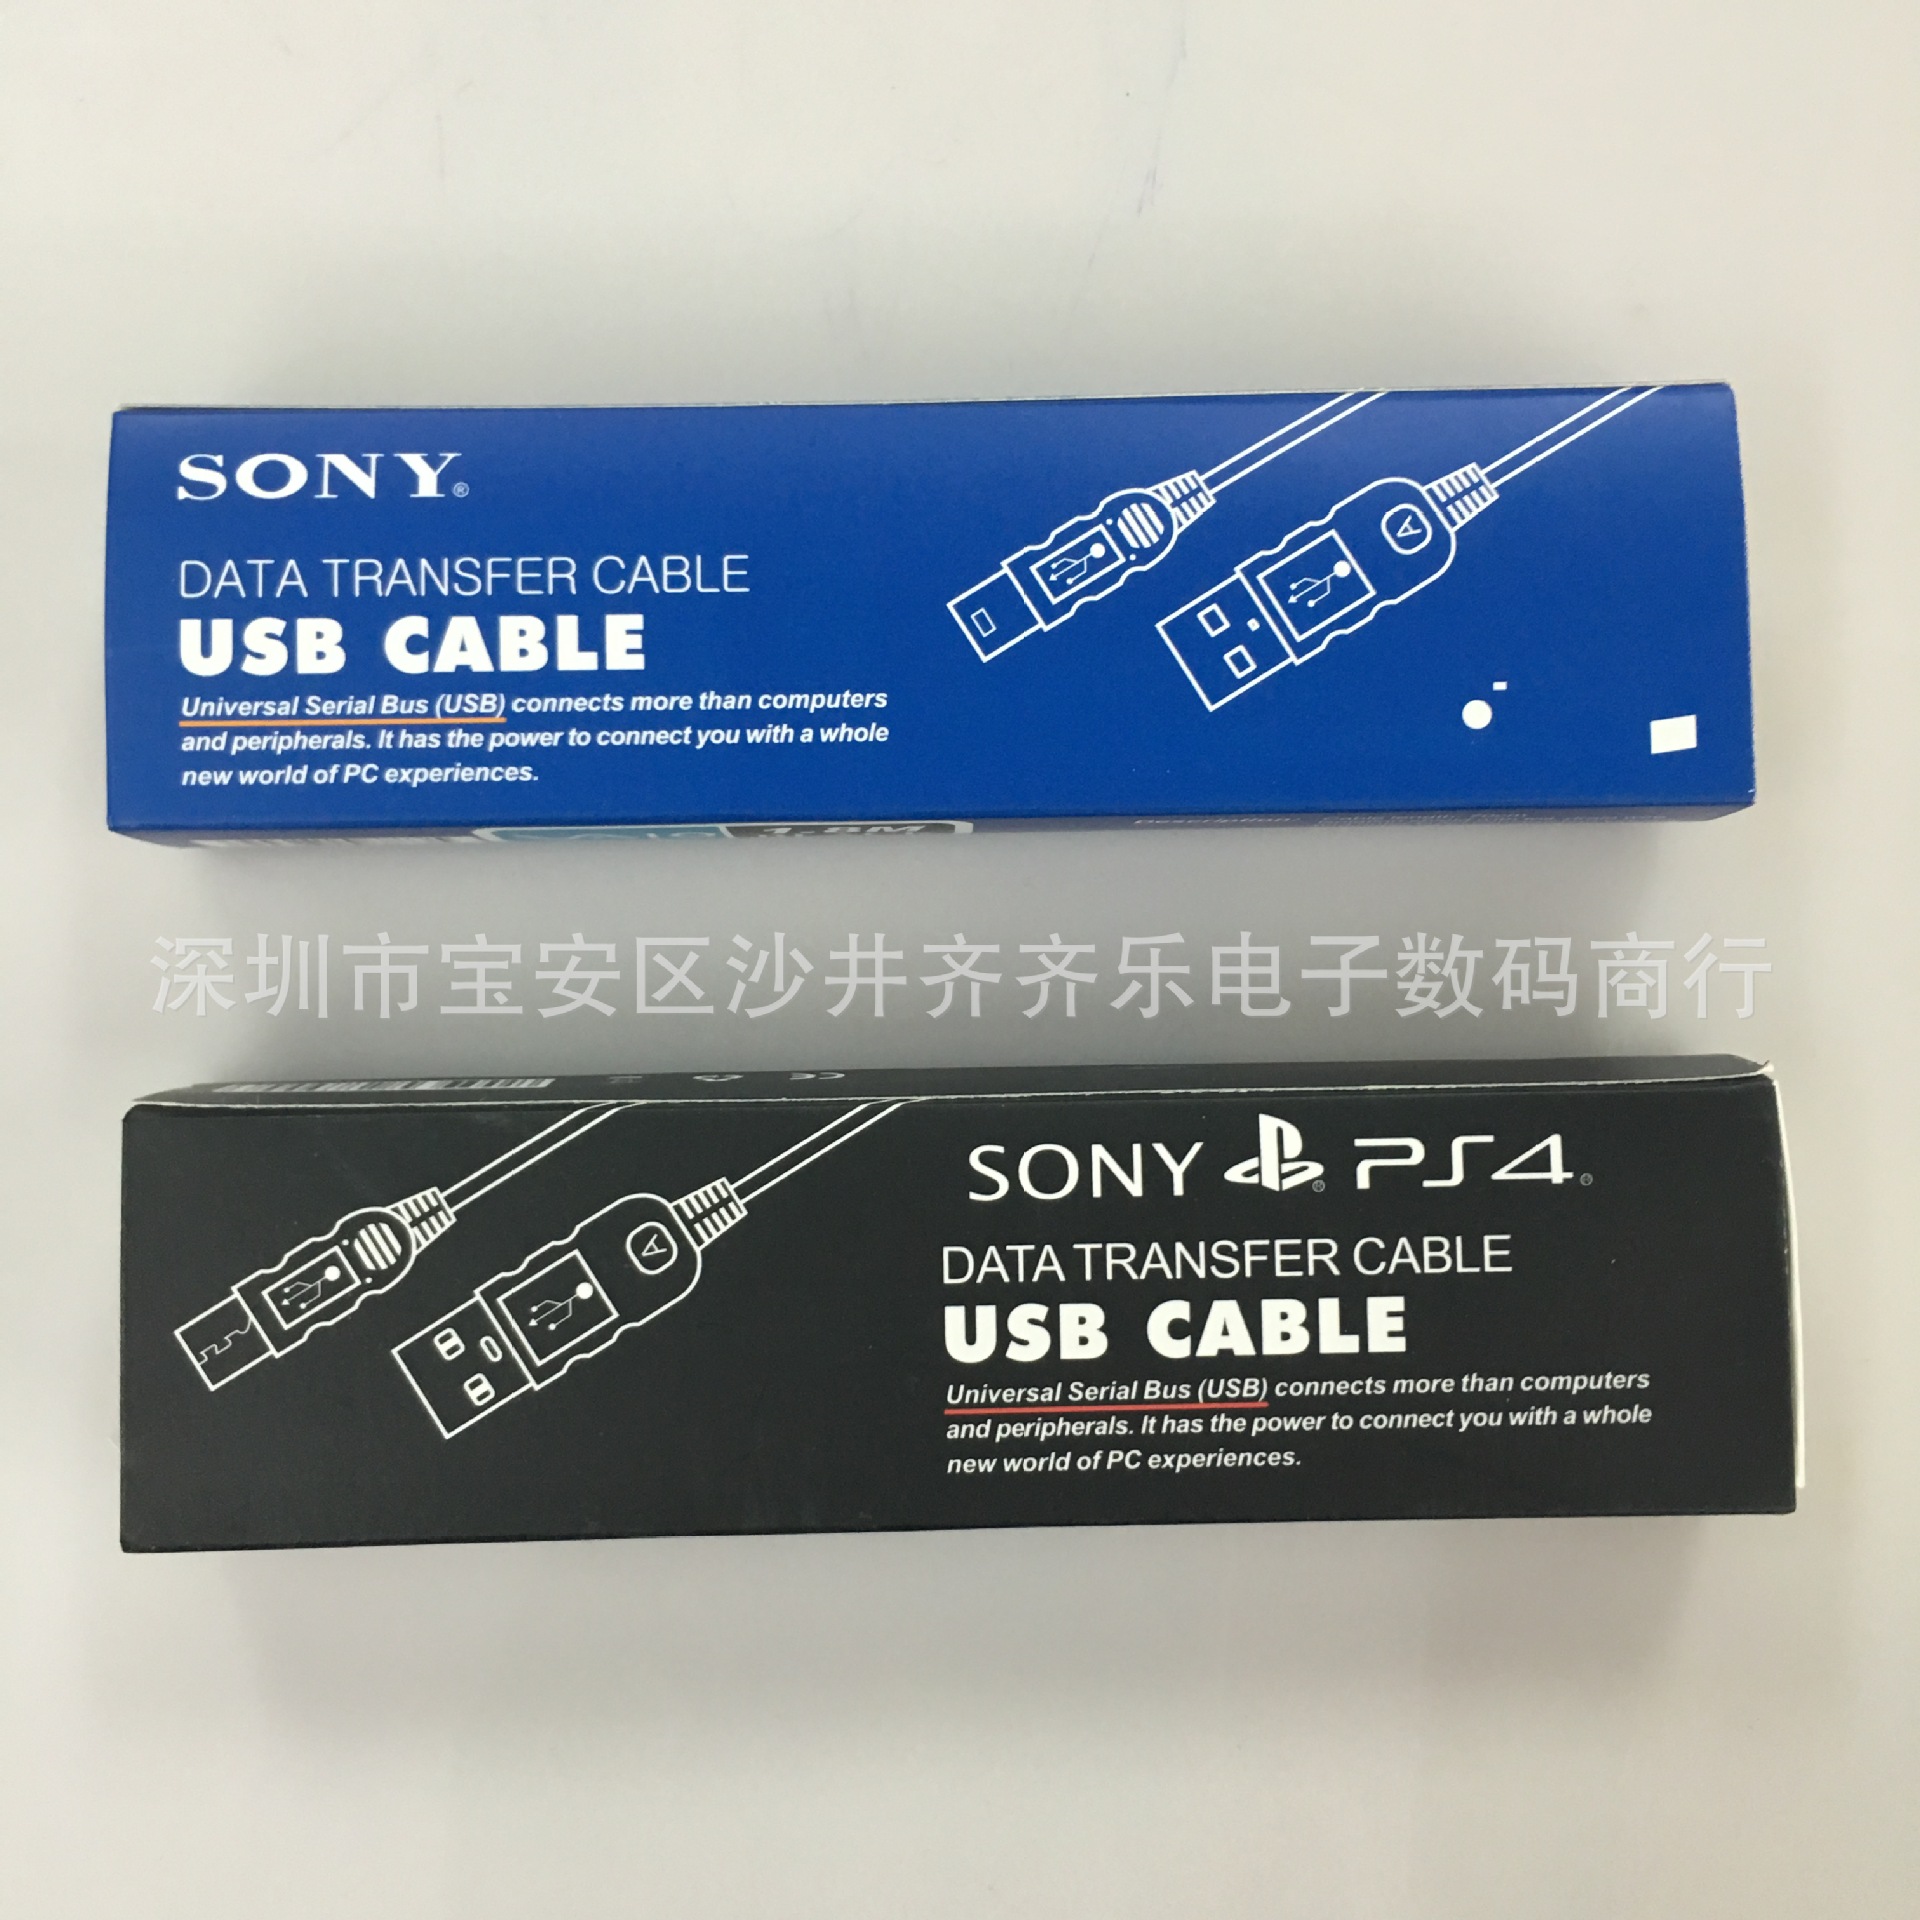 SONY®
DATA TRANSFER CABLE
USB CABLE
Universal Serial Bus (USB) connects more than computers
and peripherals. It has the power to connect you with a whole
new world of PC experiences.
1.8M
Description:
深圳市宝安区沙井齐齐乐电子数码商行
SONY PS4®
DATA TRANSFER CABLE
USB CABLE
Universal Serial Bus (USB) connects more than computers
and peripherals. It has the power to connect you with a whole
new world of PC experiences.